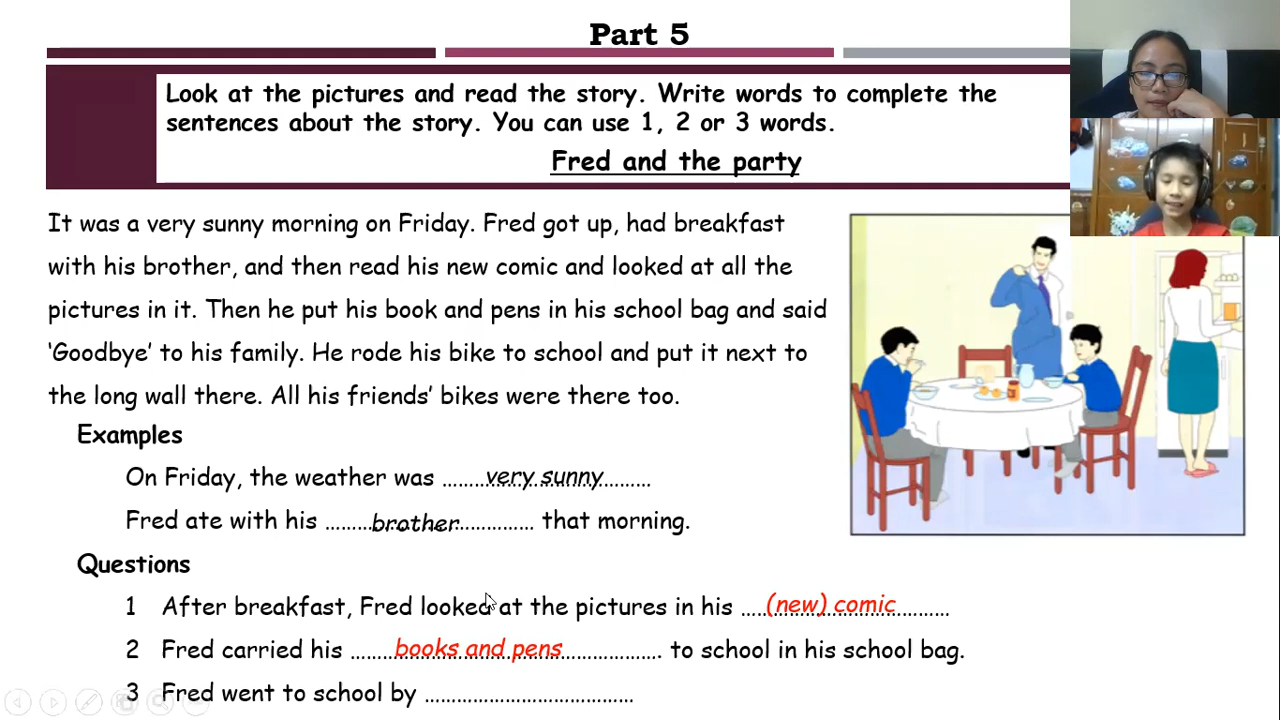 Part 5
Look at the pictures and read the story. Write words to complete the
sentences about the story. You can use 1, 2 or 3 words.
Fred and the party
It was a very sunny morning on Friday. Fred got up, had breakfast
with his brother, and then read his new comic and looked at all the
pictures in it. Then he put his book and pens in his school bag and said
‘Goodbye’ to his family. He rode his bike to school and put it next to
the long wall there. All his friends’ bikes were there too.
Examples
On Friday, the weather was ……very sunny……
Fred ate with his ……brother…… that morning.
Questions
1 After breakfast, Fred looked at the pictures in his ……(new) comic……
2 Fred carried his ……books and pens……. to school in his school bag.
3 Fred went to school by ………………………………